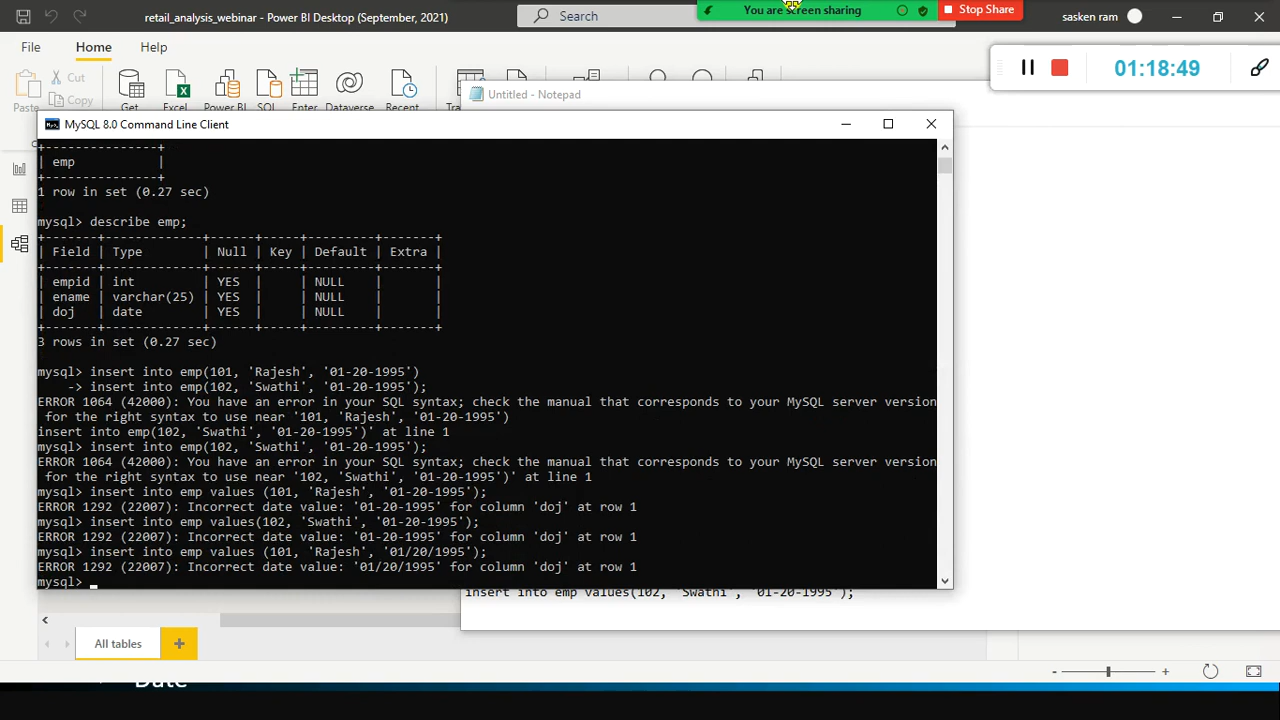 retail_analysis_webinar - Power BI Desktop (September, 2021)
Search
You are screen sharing
Stop Share
sasken ram
File
Home
Help
01:18:49
Paste
Cut
Copy
Get
Excel
Power BI
SQL
Enter
Dataverse
Recent
Untitled - Notepad
MySQL 8.0 Command Line Client
+---------------+
| emp           |
+---------------+
1 row in set (0.27 sec)
mysql> describe emp;
+-------+-------------+------+-----+---------+-------+
| Field | Type        | Null | Key | Default | Extra |
+-------+-------------+------+-----+---------+-------+
| empid | int         | YES  |     | NULL    |       |
| ename | varchar(25) | YES  |     | NULL    |       |
| doj   | date        | YES  |     | NULL    |       |
+-------+-------------+------+-----+---------+-------+
3 rows in set (0.27 sec)
mysql> insert into emp(101, 'Rajesh', '01-20-1995')
    -> insert into emp(102, 'Swathi', '01-20-1995');
ERROR 1064 (42000): You have an error in your SQL syntax; check the manual that corresponds to your MySQL server version
for the right syntax to use near '101, 'Rajesh', '01-20-1995')
insert into emp(102, 'Swathi', '01-20-1995')' at line 1
mysql> insert into emp(102, 'Swathi', '01-20-1995');
ERROR 1064 (42000): You have an error in your SQL syntax; check the manual that corresponds to your MySQL server version
for the right syntax to use near '102, 'Swathi', '01-20-1995')' at line 1
mysql> insert into emp values (101, 'Rajesh', '01-20-1995');
ERROR 1292 (22007): Incorrect date value: '01-20-1995' for column 'doj' at row 1
mysql> insert into emp values(102, 'Swathi', '01-20-1995');
ERROR 1292 (22007): Incorrect date value: '01-20-1995' for column 'doj' at row 1
mysql> insert into emp values (101, 'Rajesh', '01/20/1995');
ERROR 1292 (22007): Incorrect date value: '01/20/1995' for column 'doj' at row 1
mysql>
insert into emp values(102, 'Swathi', '01-20-1995');
All tables
Date